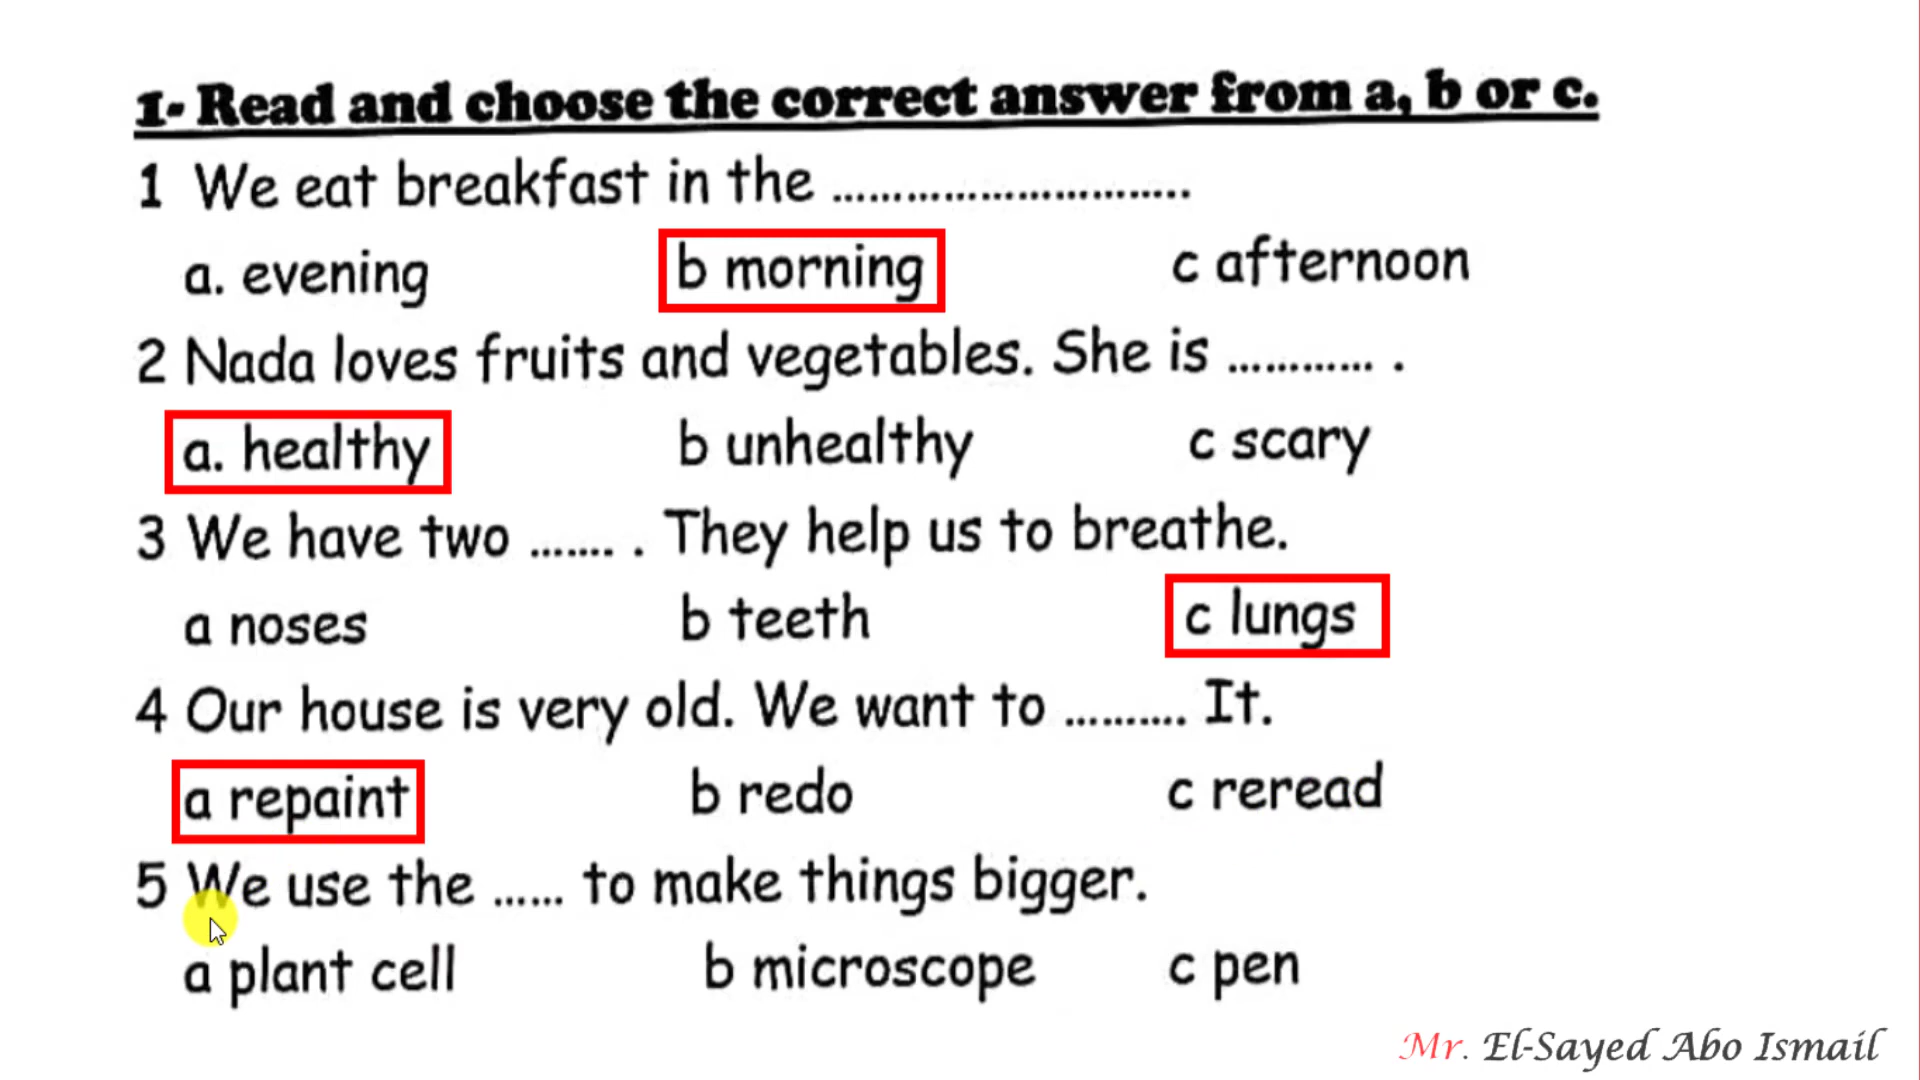 1- Read and choose the correct answer from a, b or c.
1 We eat breakfast in the ................................
a. evening b morning c afternoon
2 Nada loves fruits and vegetables. She is ............ .
a. healthy b unhealthy c scary
3 We have two ....... . They help us to breathe.
a noses b teeth c lungs
4 Our house is very old. We want to ........... It.
a repaint b redo c reread
5 We use the ...... to make things bigger.
a plant cell b microscope c pen
Mr. El-Sayed Abo Ismail